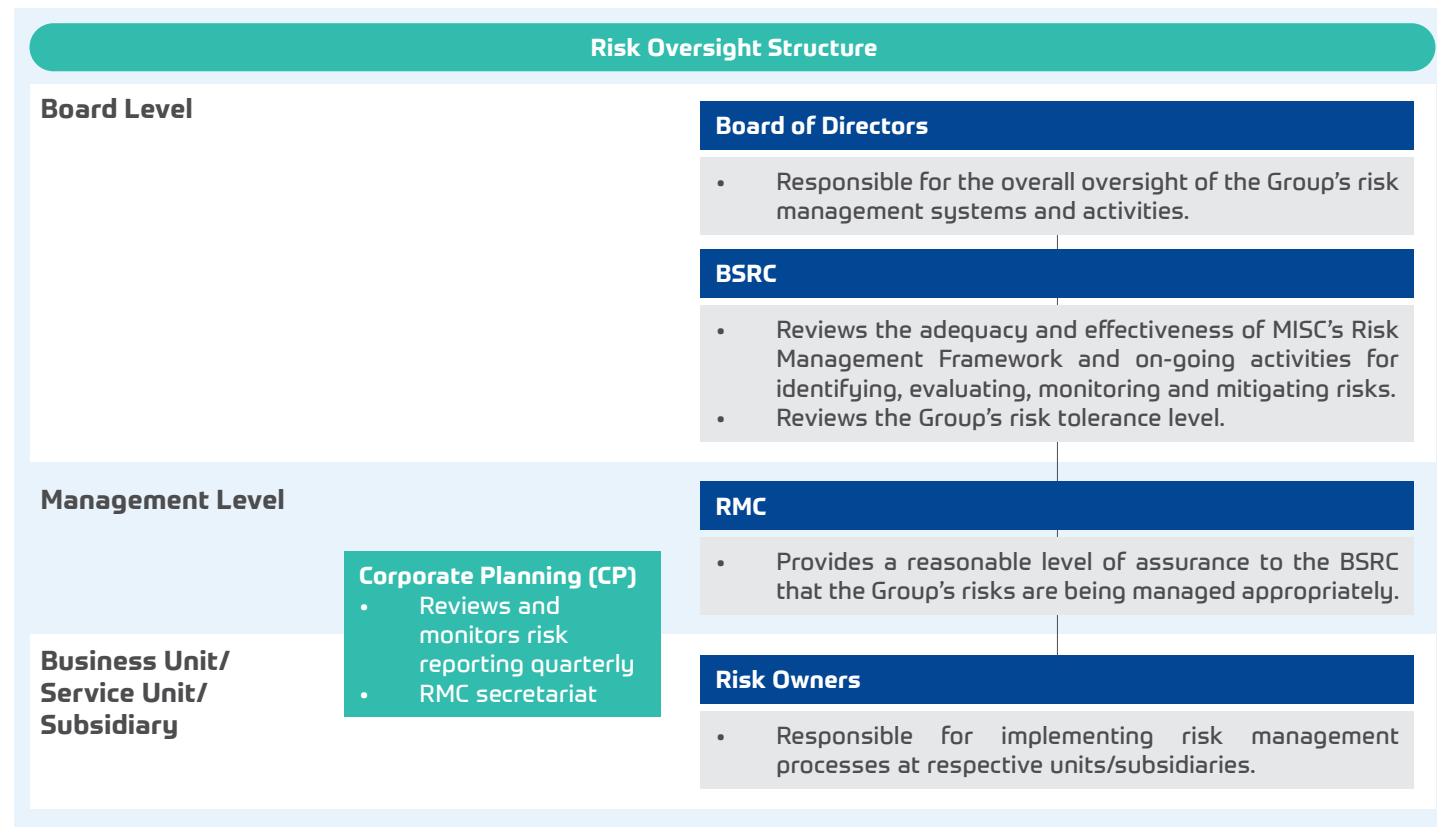 Risk Oversight Structure
Board Level
Board of Directors
• Responsible for the overall oversight of the Group's risk
management systems and activities.
BSRC
• Reviews the adequacy and effectiveness of MISC's Risk
Management Framework and on-going activities for
identifying, evaluating, monitoring and mitigating risks.
• Reviews the Group's risk tolerance level.
Management Level
RMC
• Provides a reasonable level of assurance to the BSRC
that the Group's risks are being managed appropriately.
Corporate Planning (CP)
• Reviews and
monitors risk
reporting quarterly
• RMC secretariat
Business Unit/
Service Unit/
Subsidiary
Risk Owners
• Responsible for implementing risk management
processes at respective units/subsidiaries.